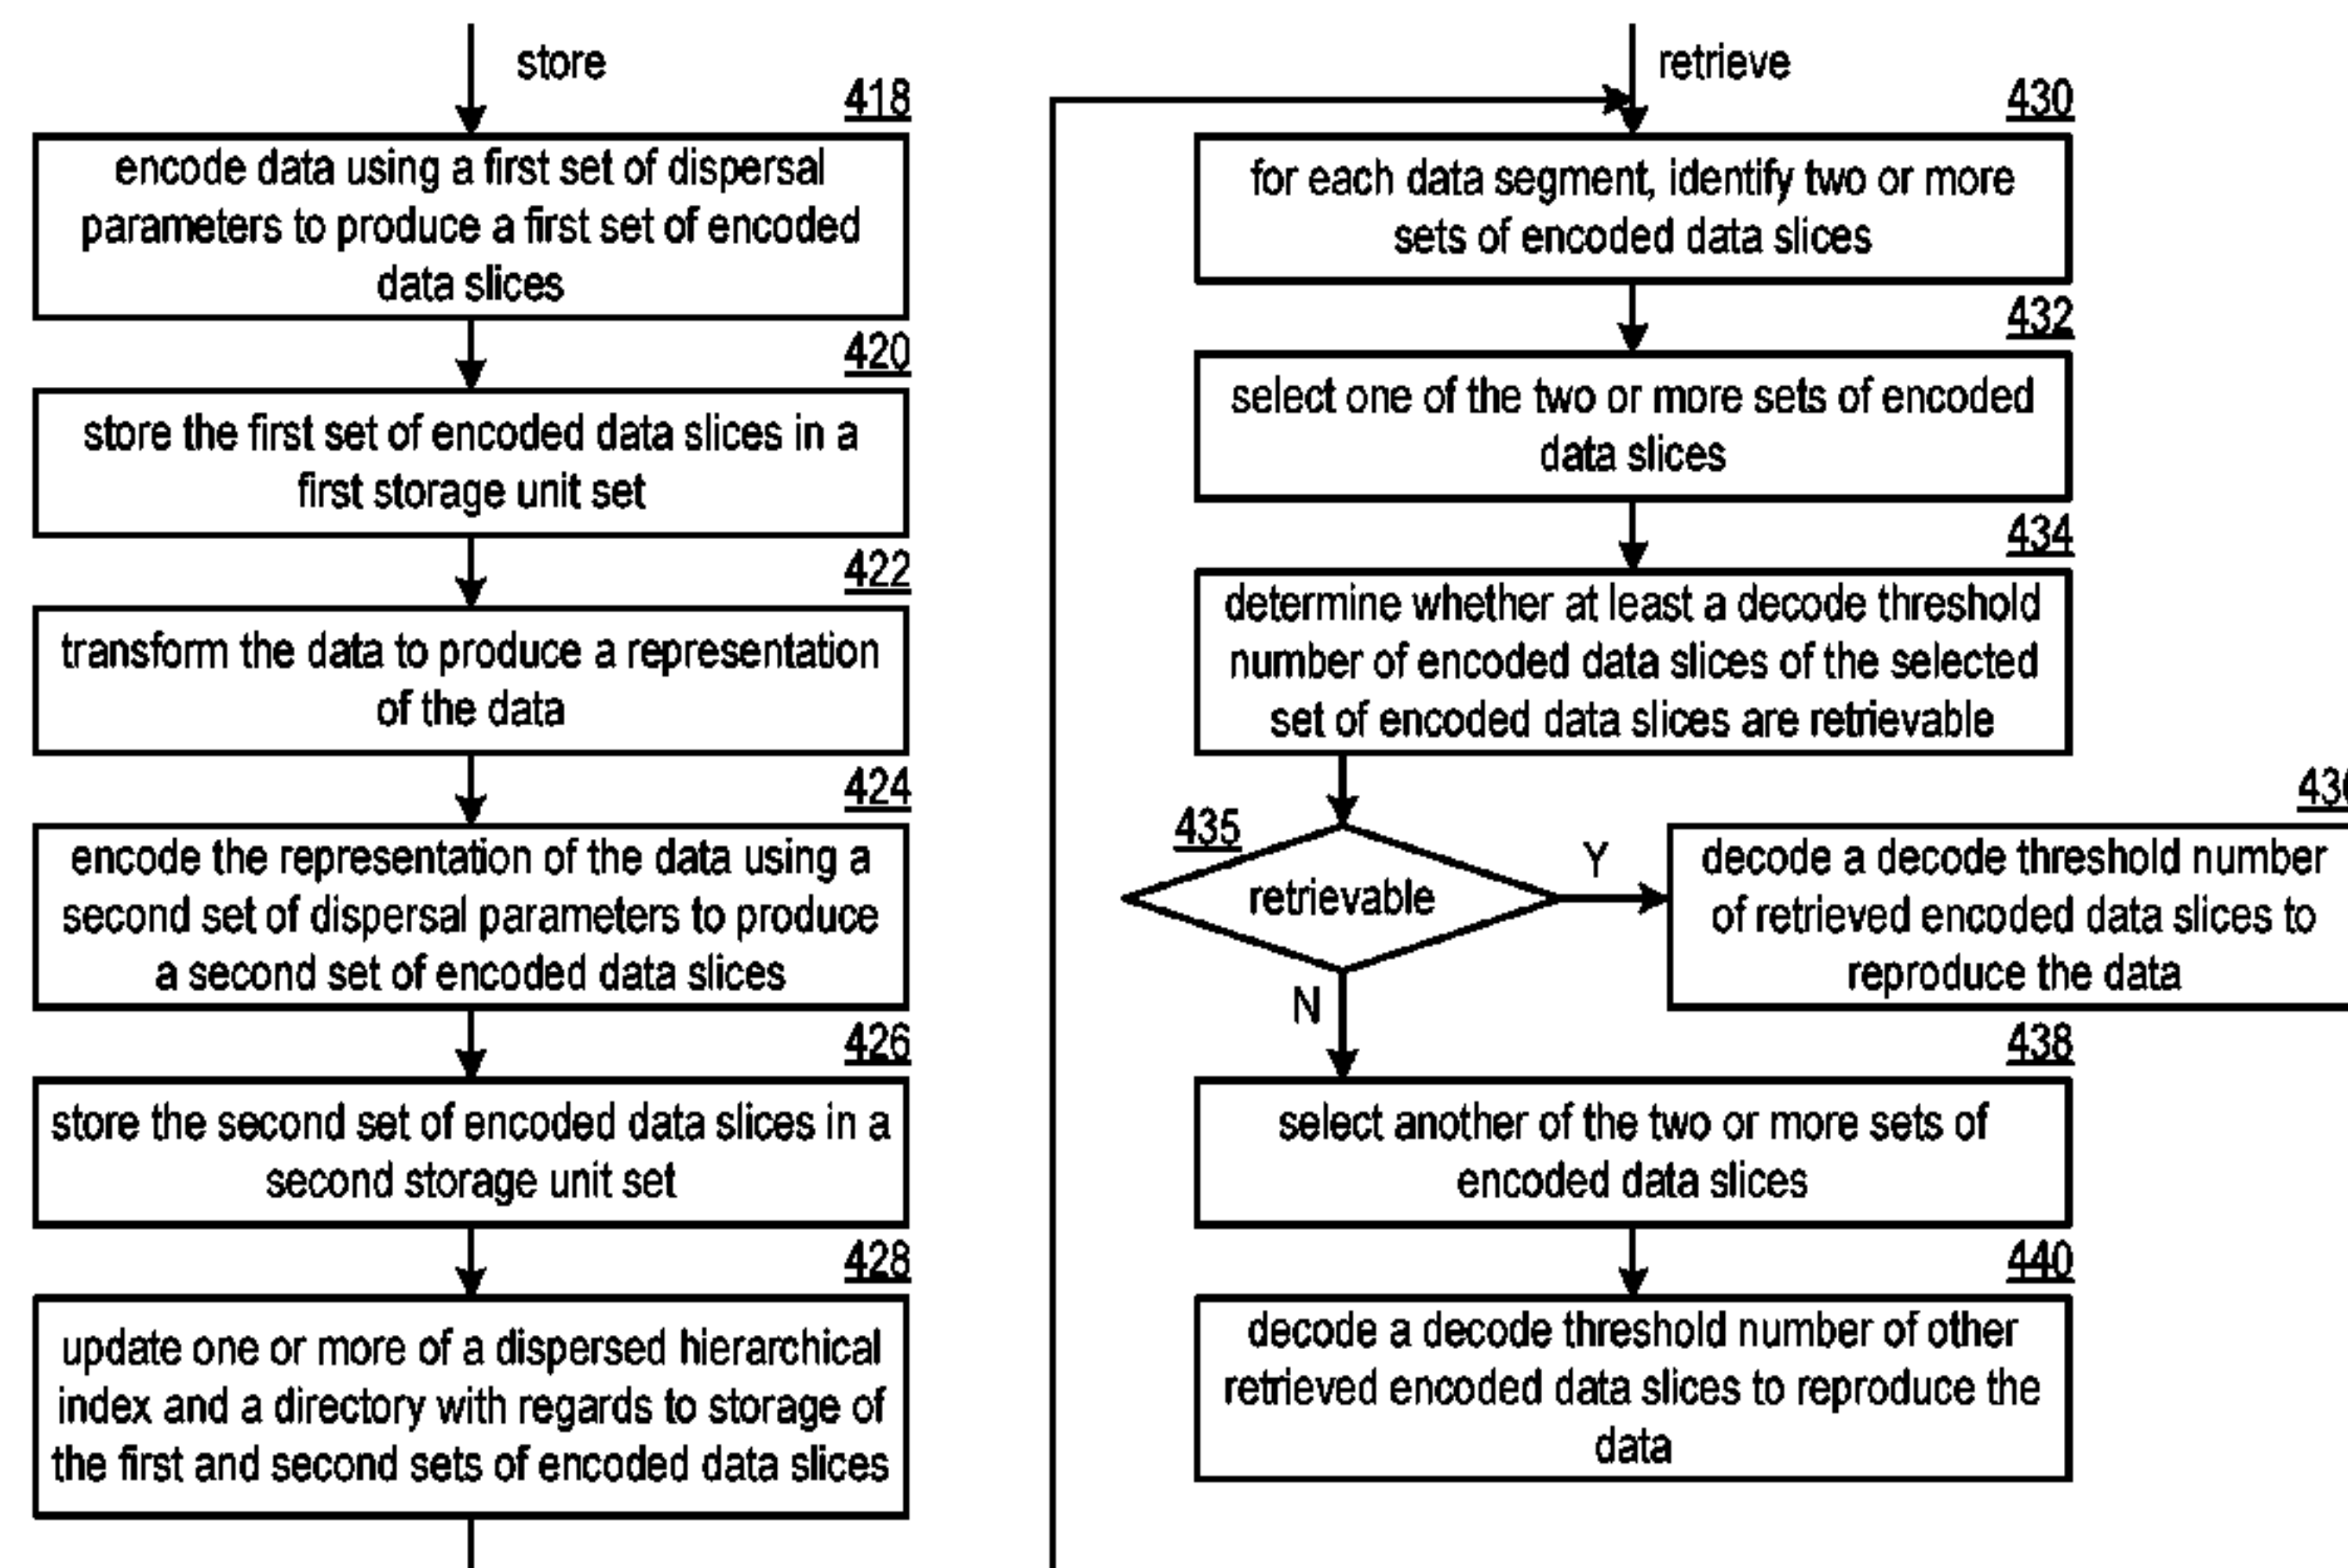 store
418
encode data using a first set of dispersal
parameters to produce a first set of encoded
data slices
420
store the first set of encoded data slices in a
first storage unit set
422
transform the data to produce a representation
of the data
424
encode the representation of the data using a
second set of dispersal parameters to produce
a second set of encoded data slices
426
store the second set of encoded data slices in a
second storage unit set
428
update one or more of a dispersed hierarchical
index and a directory with regards to storage of
the first and second sets of encoded data slices
retrieve
430
for each data segment, identify two or more
sets of encoded data slices
432
select one of the two or more sets of encoded
data slices
434
determine whether at least a decode threshold
number of encoded data slices of the selected
set of encoded data slices are retrievable
435
retrievable
Y
decode a decode threshold number
of retrieved encoded data slices to
reproduce the data
N
438
select another of the two or more sets of
encoded data slices
440
decode a decode threshold number of other
retrieved encoded data slices to reproduce the
data